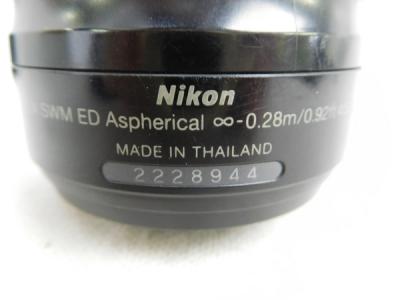 Nikon
SWM ED Aspherical ∞-0.28m/0.92ft
MADE IN THAILAND
2228944